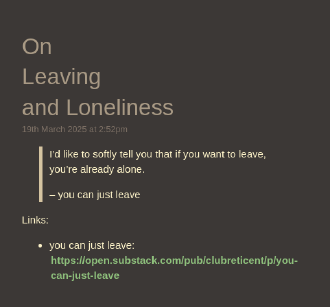 On
Leaving
and Loneliness
19th March 2025 at 2:52pm
I'd like to softly tell you that if you want to leave,
you're already alone.
– you can just leave
Links:
• you can just leave:
https://open.substack.com/pub/clubreticent/p/you-
can-just-leave